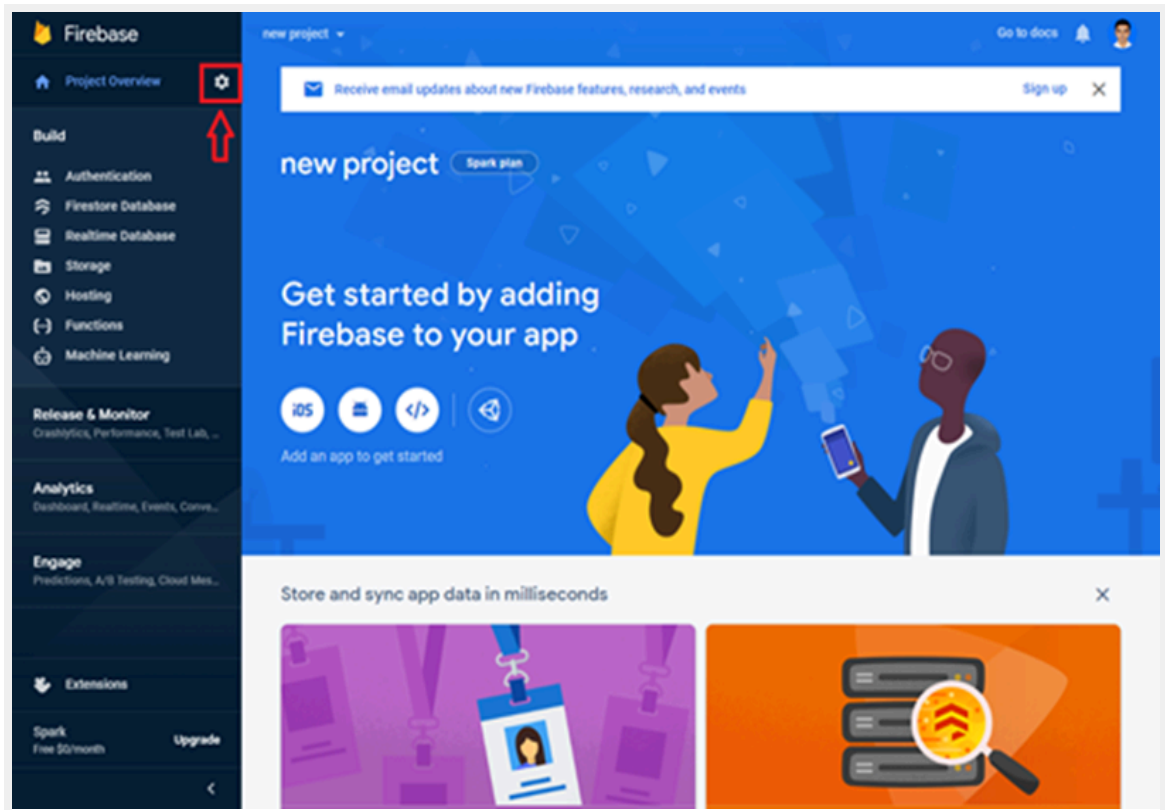 Firebase
new project
Go to docs
Project Overview
Receive email updates about new Firebase features, research, and events
Sign up
Build
new project
Spark plan
Authentication
Firestore Database
Realtime Database
Storage
Hosting
Functions
Machine Learning
Get started by adding
Firebase to your app
iOS
</>
Add an app to get started
Release & Monitor
Crashlytics, Performance, Test Lab, ...
Analytics
Dashboard, Realtime, Events, Conve...
Engage
Predictions, A/B Testing, Cloud Mes...
Store and sync app data in milliseconds
Extensions
Spark
Free $0/month
Upgrade